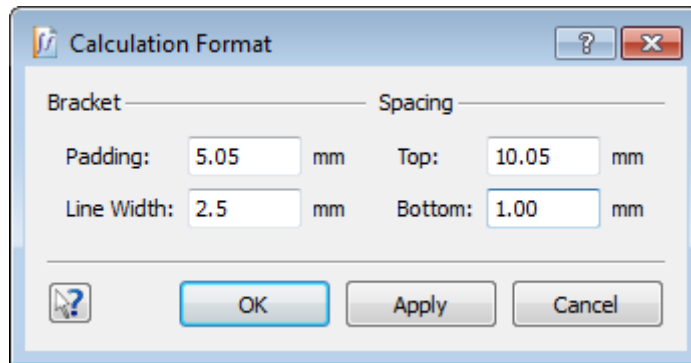 Calculation Format
Bracket Spacing
Padding: 5.05 mm Top: 10.05 mm
Line Width: 2.5 mm Bottom: 1.00 mm
? OK Apply Cancel